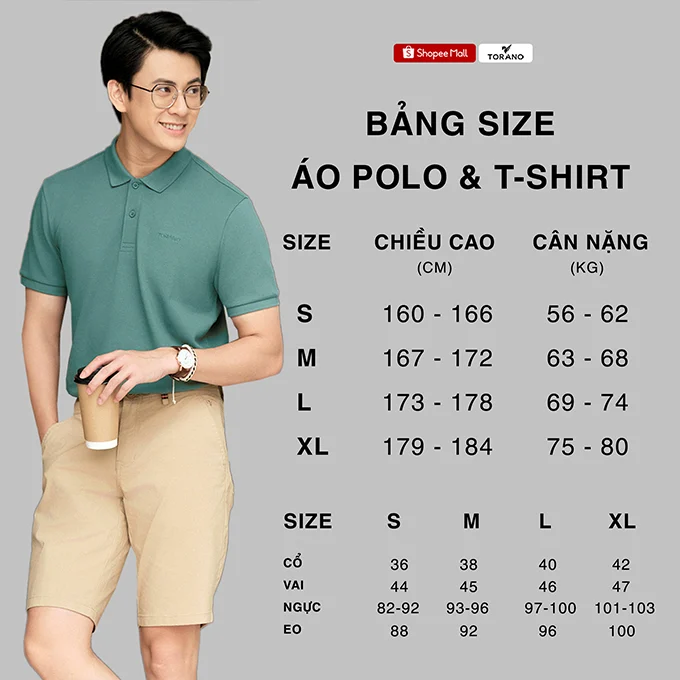 Shopee Mall TORANO
BẢNG SIZE
ÁO POLO & T-SHIRT
SIZE CHIỀU CAO CÂN NẶNG
(CM) (KG)
S 160 - 166 56 - 62
M 167 - 172 63 - 68
L 173 - 178 69 - 74
XL 179 - 184 75 - 80
SIZE S M L XL
CỔ 36 38 40 42
VAI 44 45 46 47
NGỰC 82-92 93-96 97-100 101-103
EO 88 92 96 100